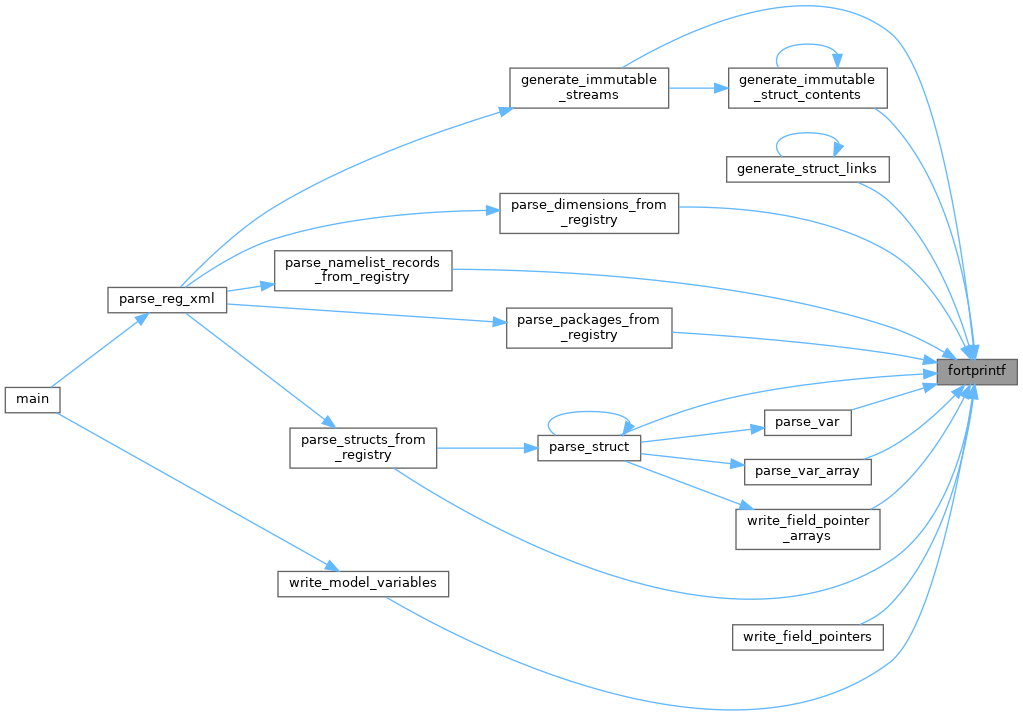 generate_immutable
_streams
generate_immutable
_struct_contents
generate_struct_links
parse_dimensions_from
_registry
parse_namelist_records
_from_registry
parse_reg_xml
parse_packages_from
_registry
fortprintf
main
parse_var
parse_structs_from
_registry
parse_struct
parse_var_array
write_field_pointer
_arrays
write_model_variables
write_field_pointers